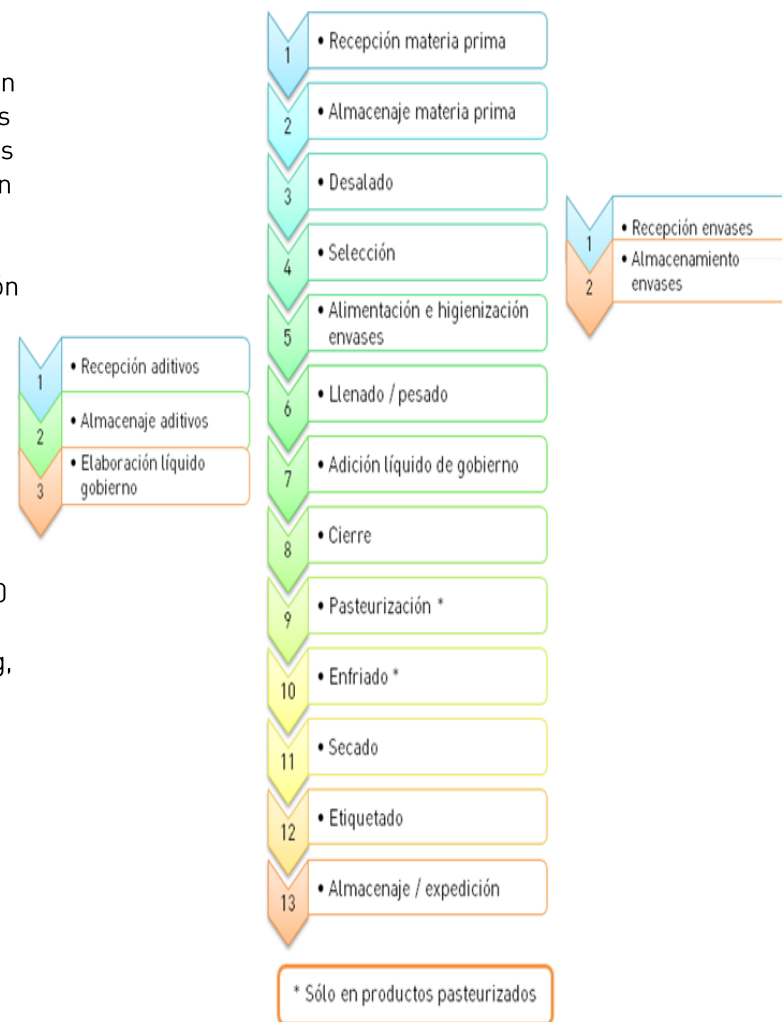 n
s
s
n
ón
0
g,
1
• Recepción materia prima
2
• Almacenaje materia prima
3
• Desalado
4
• Selección
5
• Alimentación e higienización
envases
6
• Llenado / pesado
7
• Adición líquido de gobierno
8
• Cierre
9
• Pasteurización *
10
• Enfriado *
11
• Secado
12
• Etiquetado
13
• Almacenaje / expedición
1
• Recepción aditivos
2
• Almacenaje aditivos
3
• Elaboración líquido
gobierno
1
• Recepción envases
2
• Almacenamiento
envases
* Sólo en productos pasteurizados